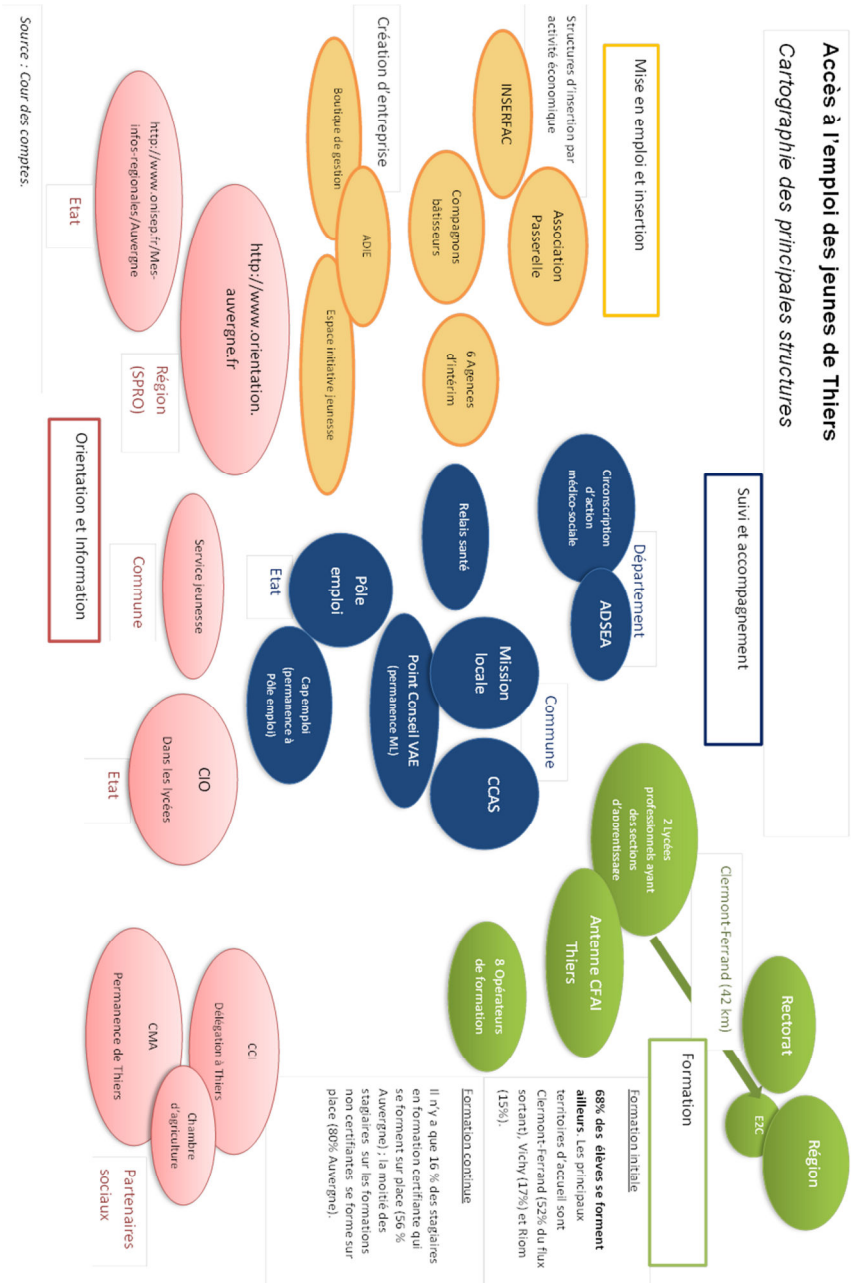 Accès à l'emploi des jeunes de Thiers
Cartographie des principales structures
Mise en emploi et insertion
Structures d'insertion par
activité économique
INSERFAC
Association
Passerelle
Compagnons
bâtisseurs
6 Agences
d'intérim
Création d'entreprise
Boutique de gestion
ADIE
Espace initiative jeunesse
Suivi et accompagnement
Circonscription
d'action
médico-sociale
Département
ADSEA
Relais santé
Mission
locale
Commune
CCAS
Point Conseil VAE
(permanence ML)
Pôle
emploi
Etat
Cap emploi
(permanence à
Pôle emploi)
Formation
Rectorat
Région
E2C
Clermont-Ferrand (42 km)
2 Lycées
professionnels ayant
des sections
d'apprentissage
Antenne CFAI
Thiers
8 Opérateurs
de formation
Formation initiale
68% des élèves se forment
ailleurs. Les principaux
territoires d'accueil sont
Clermont-Ferrand (52% du flux
sortant), Vichy (17%) et Riom
(15%).
Formation continue
Il n'y a que 16 % des stagiaires
en formation certifiante qui
se forment sur place (56 %
Auvergne) ; la moitié des
stagiaires sur les formations
non certifiantes se forme sur
place (80% Auvergne).
http://www.orientation.
auvergne.fr
Région
(SPRO)
http://www.onisep.fr/Mes-
infos-regionales/Auvergne
Etat
Service jeunesse
Commune
CIO
Dans les lycées
Etat
CCI
Délégation à Thiers
CMA
Permanence de Thiers
Chambre
d'agriculture
Partenaires
sociaux
Orientation et Information
Source : Cour des comptes.